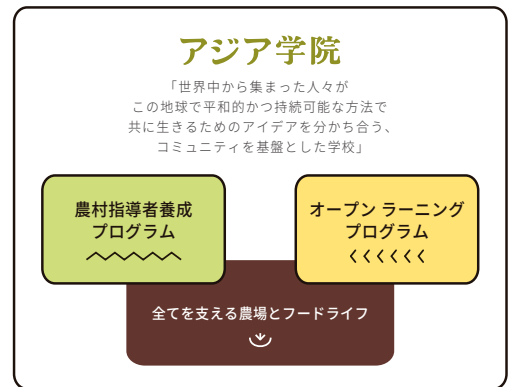 アジア学院
「世界中から集まった人々が
この地球で平和的かつ持続可能な方法で
共に生きるためのアイデアを分かち合う、
コミュニティを基盤とした学校」
農村指導者養成
プログラム
オープン ラーニング
プログラム
全てを支える農場とフードライフ